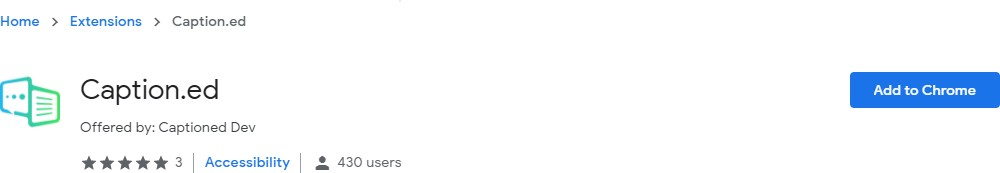 Home > Extensions > Caption.ed
Caption.ed
Add to Chrome
Offered by: Captioned Dev
★★★★★ 3 | Accessibility | 430 users